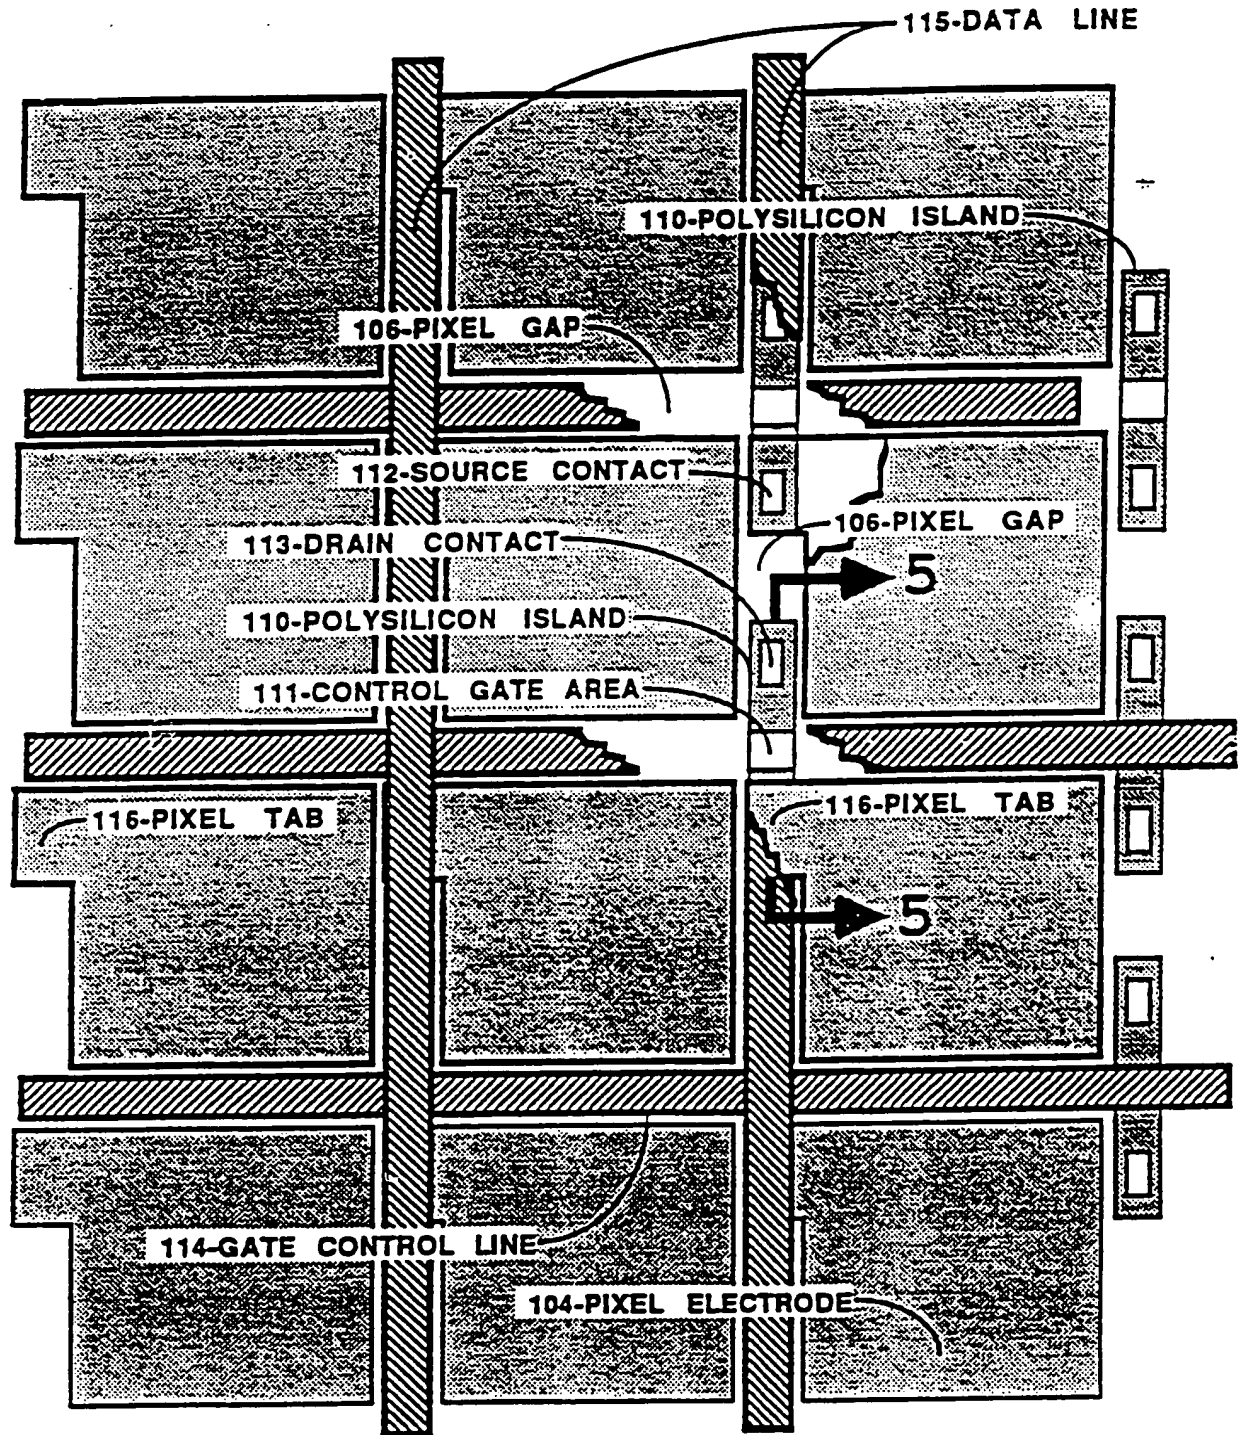 115-DATA LINE
110-POLYSILICON ISLAND
106-PIXEL GAP
112-SOURCE CONTACT
106-PIXEL GAP
113-DRAIN CONTACT
5
110-POLYSILICON ISLAND
111-CONTROL GATE AREA
116-PIXEL TAB
116-PIXEL TAB
5
114-GATE CONTROL LINE
104-PIXEL ELECTRODE